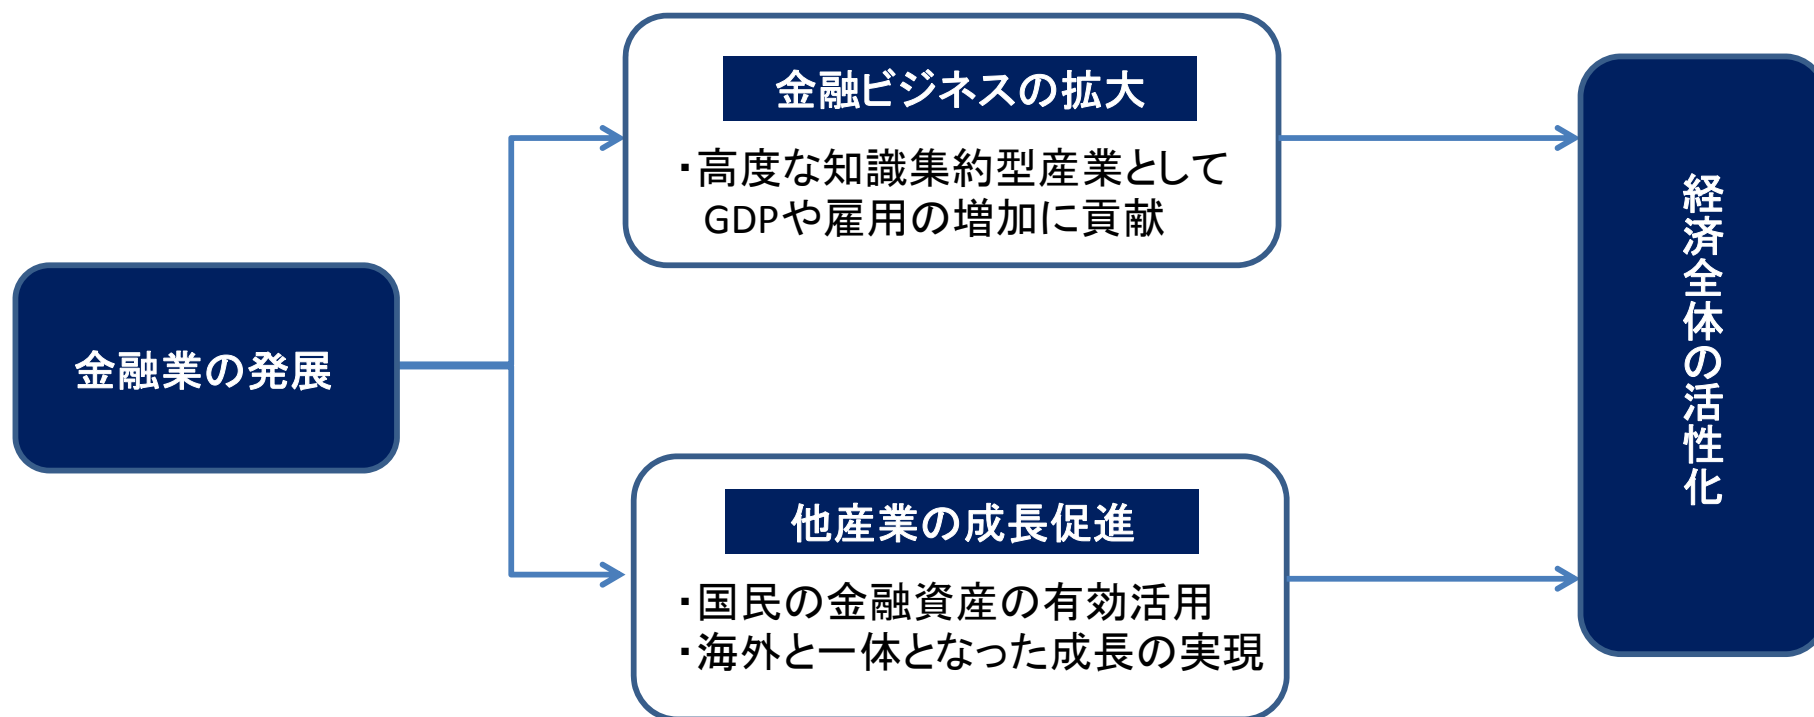 金融業の発展
金融ビジネスの拡大
・高度な知識集約型産業として
GDPや雇用の増加に貢献
他産業の成長促進
・国民の金融資産の有効活用
・海外と一体となった成長の実現
経済全体の活性化